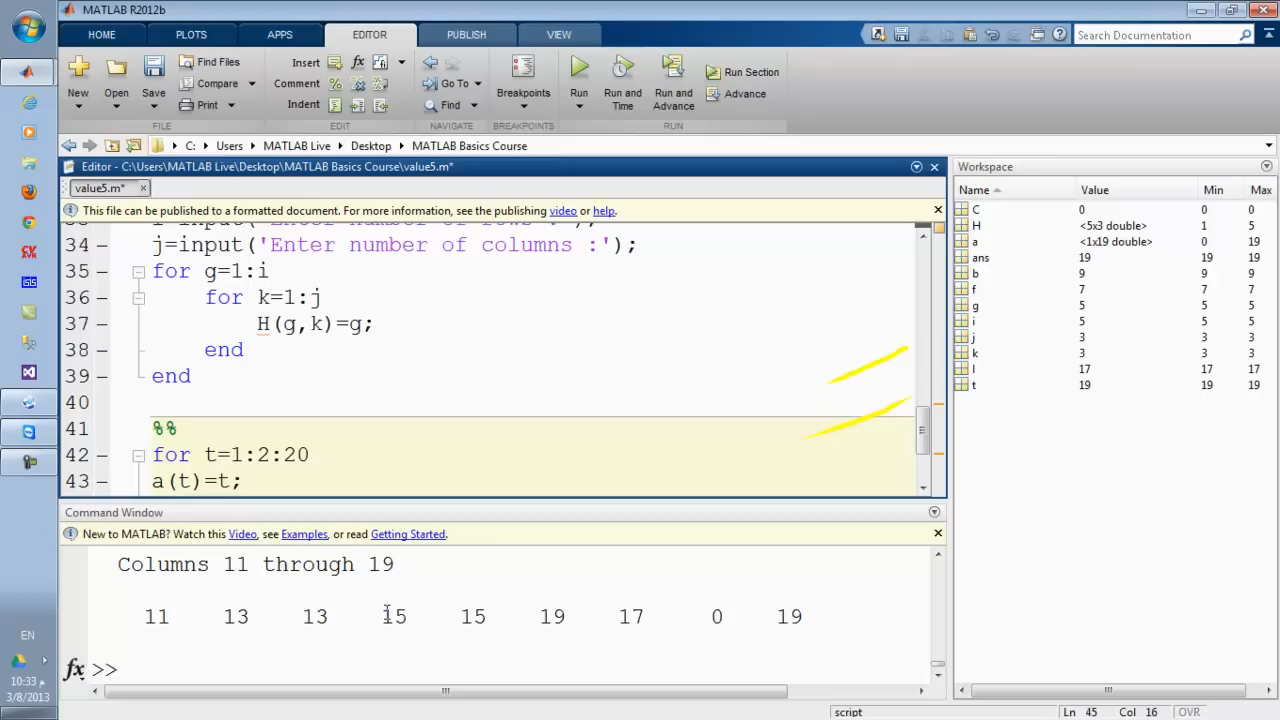 MATLAB R2012b
HOME PLOTS APPS EDITOR PUBLISH VIEW Search Documentation
New Open Save Find Files Compare Print FILE
Insert fx Comment Indent EDIT
Go To Find NAVIGATE
Breakpoints BREAKPOINTS
Run Run and Time Run and Advance Run Section Advance RUN
C: Users MATLAB Live Desktop MATLAB Basics Course
Editor - C:\Users\MATLAB Live\Desktop\MATLAB Basics Course\value5.m*
value5.m*
This file can be published to a formatted document. For more information, see the publishing video or help.
34 – j=input('Enter number of columns :');
35 – for g=1:i
36 – for k=1:j
37 – H(g,k)=g;
38 – end
39 – end
40
41 %%
42 – for t=1:2:20
43 – a(t)=t;
Command Window
New to MATLAB? Watch this Video, see Examples, or read Getting Started.
Columns 11 through 19
11 13 13 15 15 19 17 0 19
fx >>
Workspace
Name Value Min Max
C 0 0 0
H <5x3 double> 1 5
a <1x19 double> 0 19
ans 19 19 19
b 9 9 9
f 7 7 7
g 5 5 5
i 5 5 5
j 3 3 3
k 3 3 3
l 17 17 17
t 19 19 19
script Ln 45 Col 16 OVR
EN
10:33 م
3/8/2013